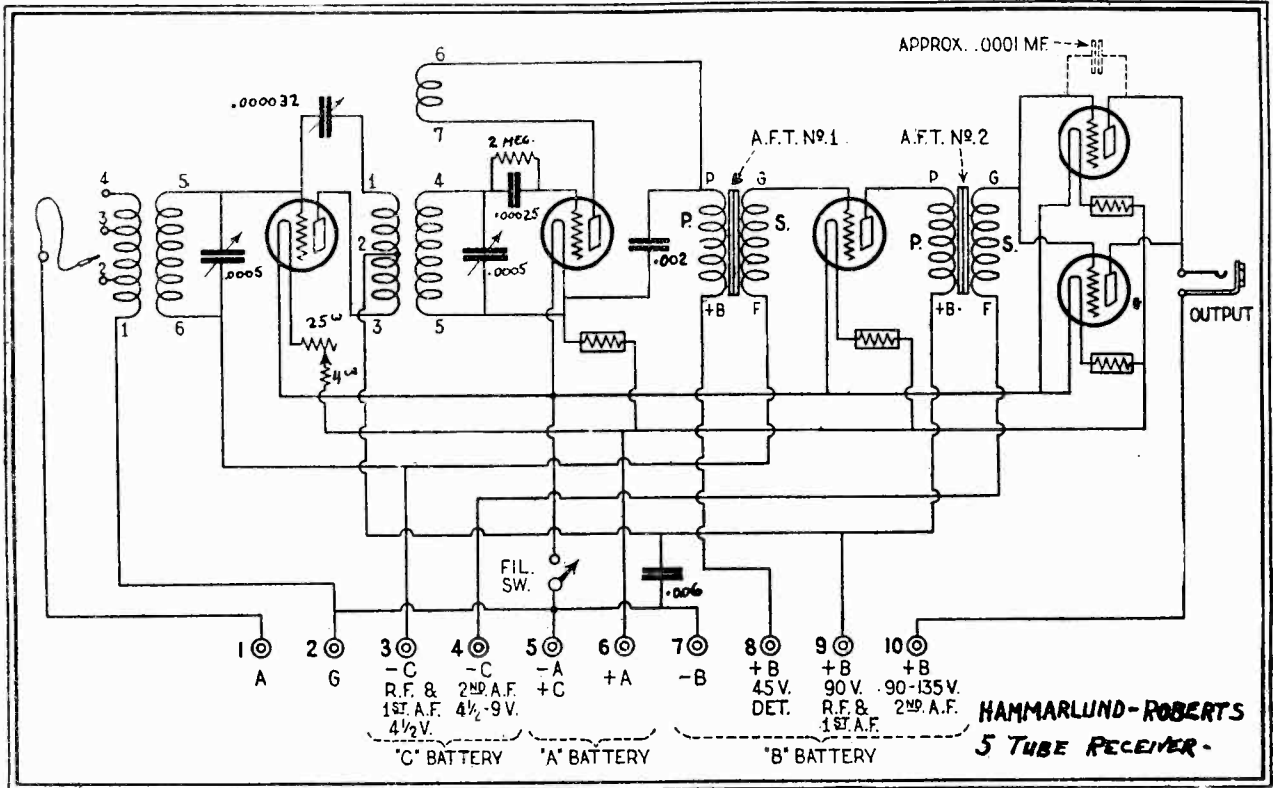 APPROX. .0001 MF.
.000032
6
7
2 MEG.
.00025
A.F.T. Nº.1
A.F.T. Nº.2
4
3
2
1
5
6
.0005
1
2
3
4
5
.0005
.002
P
G
P.
S.
+B
F
P
G
P.
S.
+B.
F
25 ω
4 ω
OUTPUT
FIL.
SW.
.006
1
2
3
4
5
6
7
8
9
10
A
G
-C
R.F. &
1ST. A.F.
4½ V.
-C
2ND. A.F.
4½-9 V.
-A
+C
+A
-B
+B
45 V.
DET.
+B
90 V.
R.F. &
1ST. A.F.
+B
.90-135 V.
2ND. A.F.
"C" BATTERY
"A" BATTERY
"B" BATTERY
HAMMARLUND-ROBERTS
5 TUBE RECEIVER-